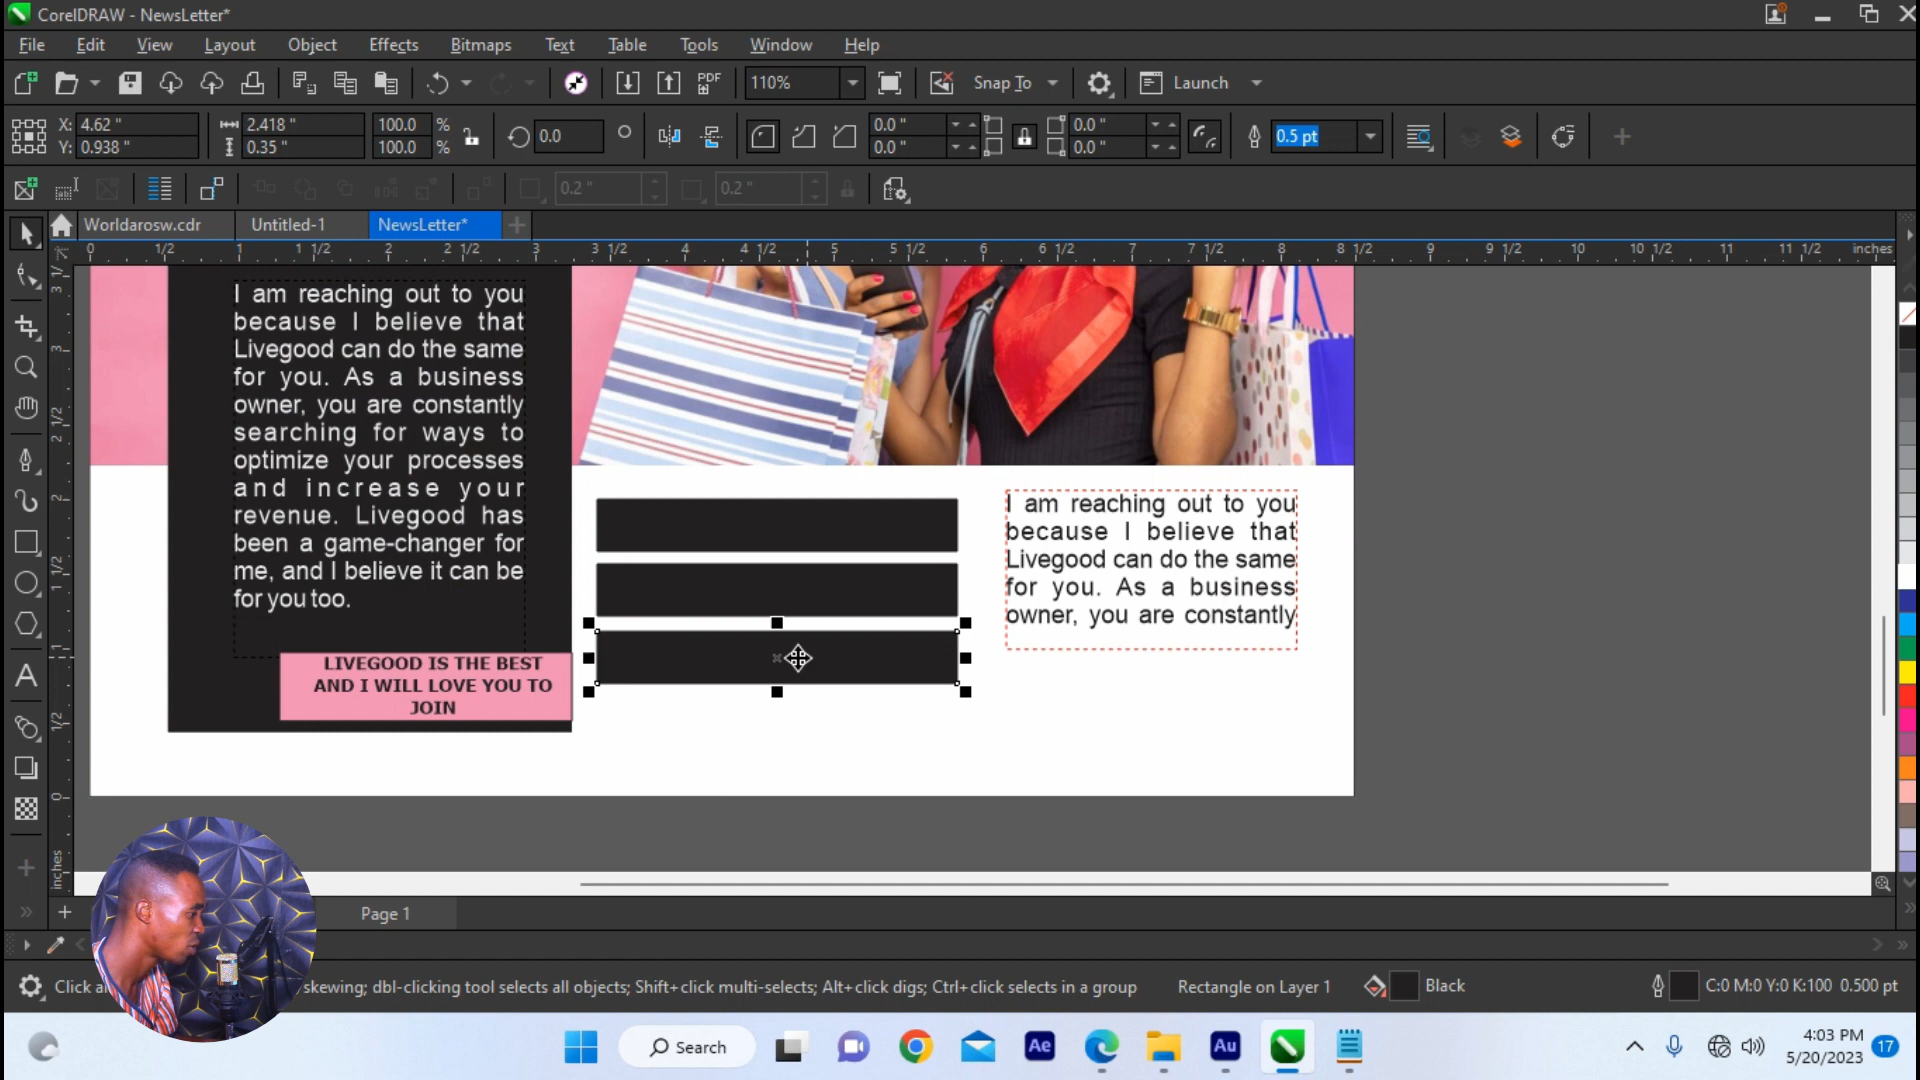 CorelDRAW - NewsLetter*
File Edit View Layout Object Effects Bitmaps Text Table Tools Window Help
PDF 110% Snap To Launch
X: 4.62 " 2.418 " 100.0 % 0.0 0.0 " 0.0 " 0.5 pt
Y: 0.938 " 0.35 " 100.0 % 0.0 " 0.0 "
0.2 " 0.2 "
Worldarosw.cdr Untitled-1 NewsLetter*
0 1/2 1 1 1/2 2 2 1/2 3 3 1/2 4 4 1/2 5 5 1/2 6 6 1/2 7 7 1/2 8 8 1/2 9 9 1/2 10 10 1/2 11 11 1/2 inches
I am reaching out to you
because I believe that
Livegood can do the same
for you. As a business
owner, you are constantly
searching for ways to
optimize your processes
and increase your
revenue. Livegood has
been a game-changer for
me, and I believe it can be
for you too.
LIVEGOOD IS THE BEST
AND I WILL LOVE YOU TO
JOIN
I am reaching out to you
because I believe that
Livegood can do the same
for you. As a business
owner, you are constantly
inches
Page 1
Click skewing; dbl-clicking tool selects all objects; Shift+click multi-selects; Alt+click digs; Ctrl+click selects in a group Rectangle on Layer 1 Black C:0 M:0 Y:0 K:100 0.500 pt
Search Ae Au 4:03 PM
5/20/2023 17